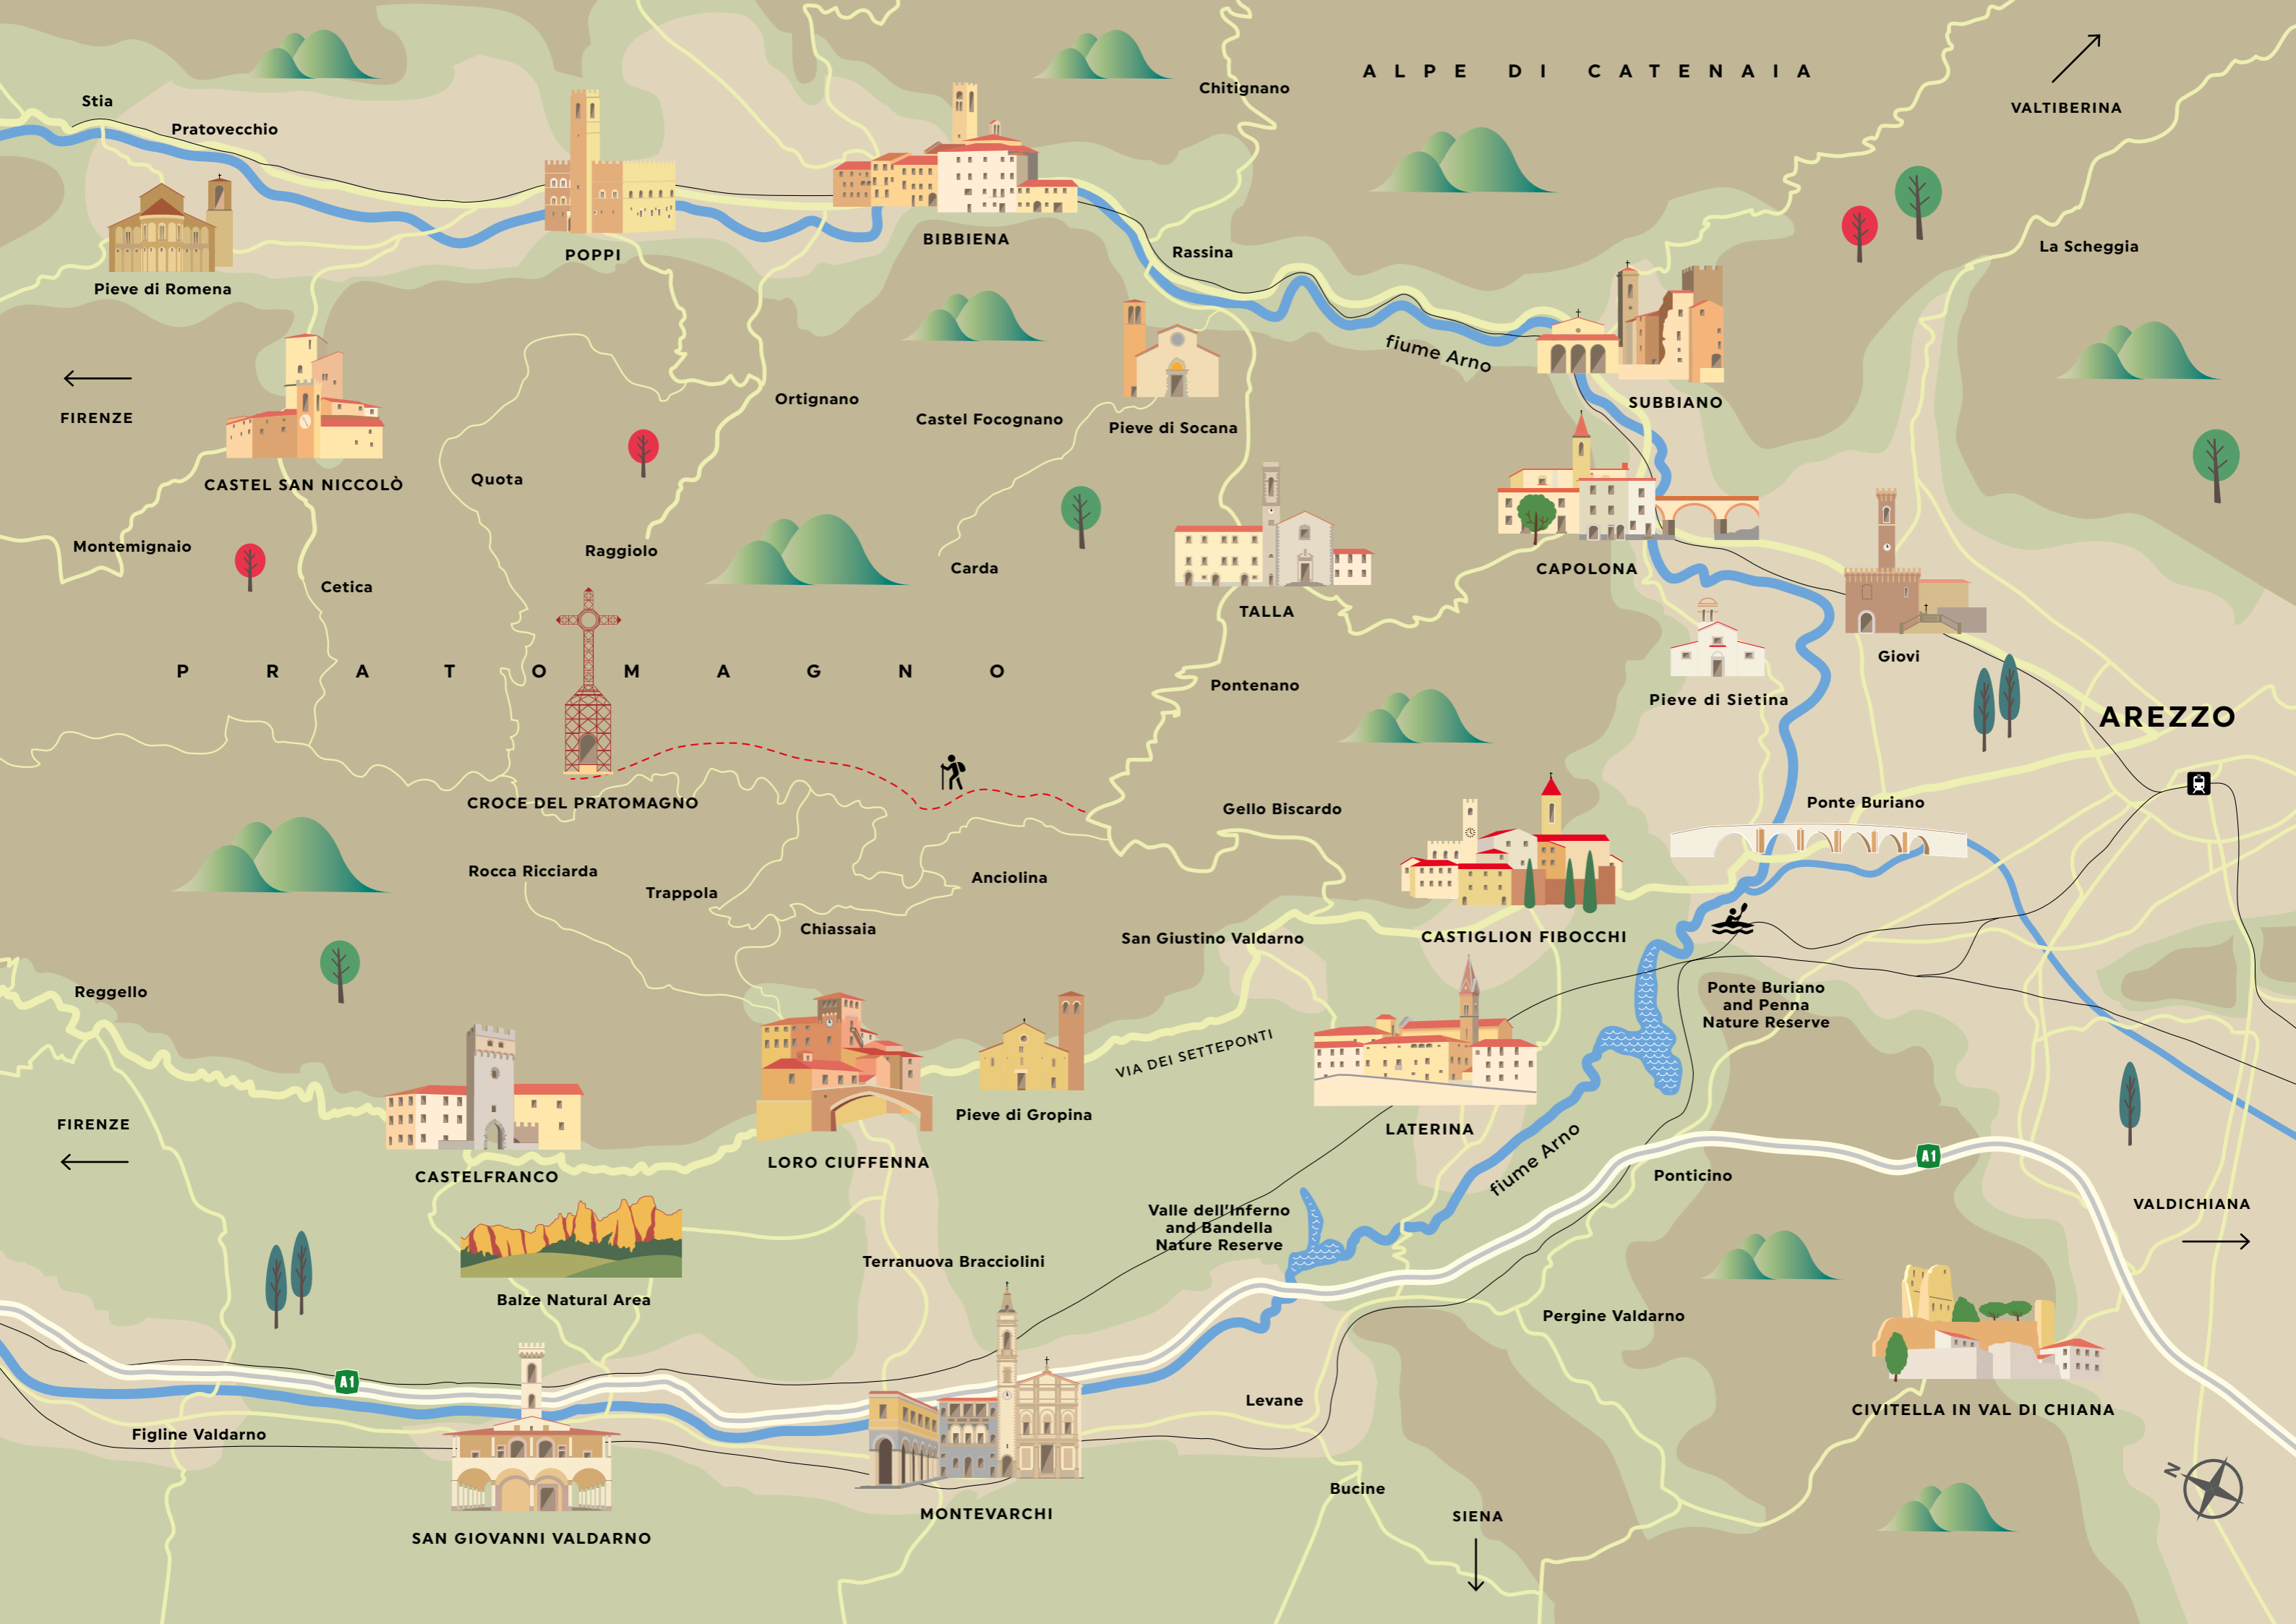 ALPE DI CATENAIA
Chitignano
VALTIBERINA
Stia
Pratovecchio
POPPI
BIBBIENA
Rassina
La Scheggia
Pieve di Romena
fiume Arno
FIRENZE
SUBBIANO
Ortignano
Castel Focognano
Pieve di Socana
CASTEL SAN NICCOLÒ
Quota
Montemignaio
Raggiolo
Carda
CAPOLONA
Cetica
TALLA
Giovi
PRATOMAGNO
Pontenano
Pieve di Sietina
AREZZO
CROCE DEL PRATOMAGNO
Gello Biscardo
Ponte Buriano
Rocca Ricciarda
Trappola
Anciolina
Chiassaia
San Giustino Valdarno
CASTIGLION FIBOCCHI
Reggello
Ponte Buriano
and Penna
Nature Reserve
VIA DEI SETTEPONTI
Pieve di Gropina
FIRENZE
LATERINA
LORO CIUFFENNA
CASTELFRANCO
fiume Arno
A1
Ponticino
VALDICHIANA
Valle dell'Inferno
and Bandella
Nature Reserve
Terranuova Bracciolini
Balze Natural Area
Pergine Valdarno
A1
Levane
CIVITELLA IN VAL DI CHIANA
Figline Valdarno
N
Bucine
MONTEVARCHI
SIENA
SAN GIOVANNI VALDARNO